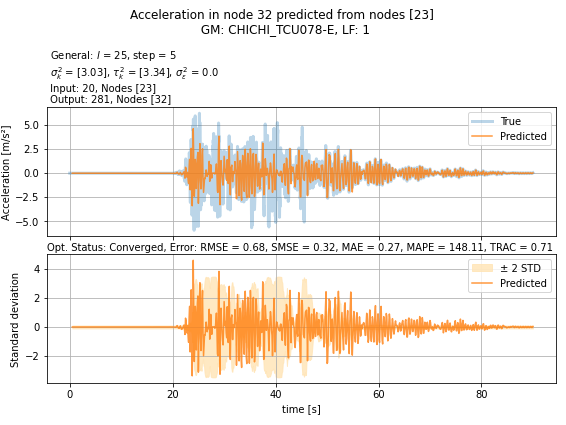 Acceleration in node 32 predicted from nodes [23]
GM: CHICHI_TCU078-E, LF: 1
General: l = 25, step = 5
σ²ₖ = [3.03], τ²ₖ = [3.34], σ²ε = 0.0
Input: 20, Nodes [23]
Output: 281, Nodes [32]
Acceleration [m/s²]
5.0
2.5
0.0
−2.5
−5.0
True
Predicted
Opt. Status: Converged, Error: RMSE = 0.68, SMSE = 0.32, MAE = 0.27, MAPE = 148.11, TRAC = 0.71
Standard deviation
4
2
0
−2
± 2 STD
Predicted
0 20 40 60 80
time [s]